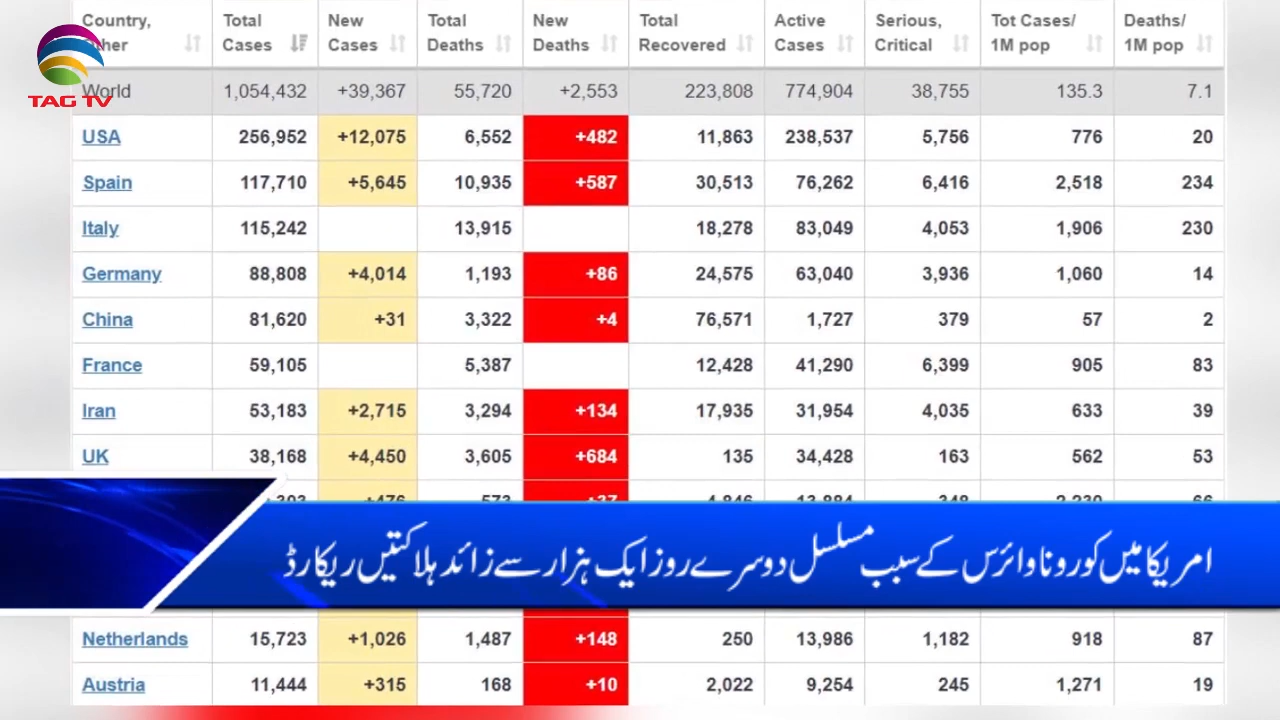 Country, Other Total Cases New Cases Total Deaths New Deaths Total Recovered Active Cases Serious, Critical Tot Cases/ 1M pop Deaths/ 1M pop
TAG TV
World 1,054,432 +39,367 55,720 +2,553 223,808 774,904 38,755 135.3 7.1
USA 256,952 +12,075 6,552 +482 11,863 238,537 5,756 776 20
Spain 117,710 +5,645 10,935 +587 30,513 76,262 6,416 2,518 234
Italy 115,242 13,915 18,278 83,049 4,053 1,906 230
Germany 88,808 +4,014 1,193 +86 24,575 63,040 3,936 1,060 14
China 81,620 +31 3,322 +4 76,571 1,727 379 57 2
France 59,105 5,387 12,428 41,290 6,399 905 83
Iran 53,183 +2,715 3,294 +134 17,935 31,954 4,035 633 39
UK 38,168 +4,450 3,605 +684 135 34,428 163 562 53
امریکا میں کورونا وائرس کے سبب مسلسل دوسرے روز ایک ہزار سے زائد ہلاکتیں ریکارڈ
Netherlands 15,723 +1,026 1,487 +148 250 13,986 1,182 918 87
Austria 11,444 +315 168 +10 2,022 9,254 245 1,271 19